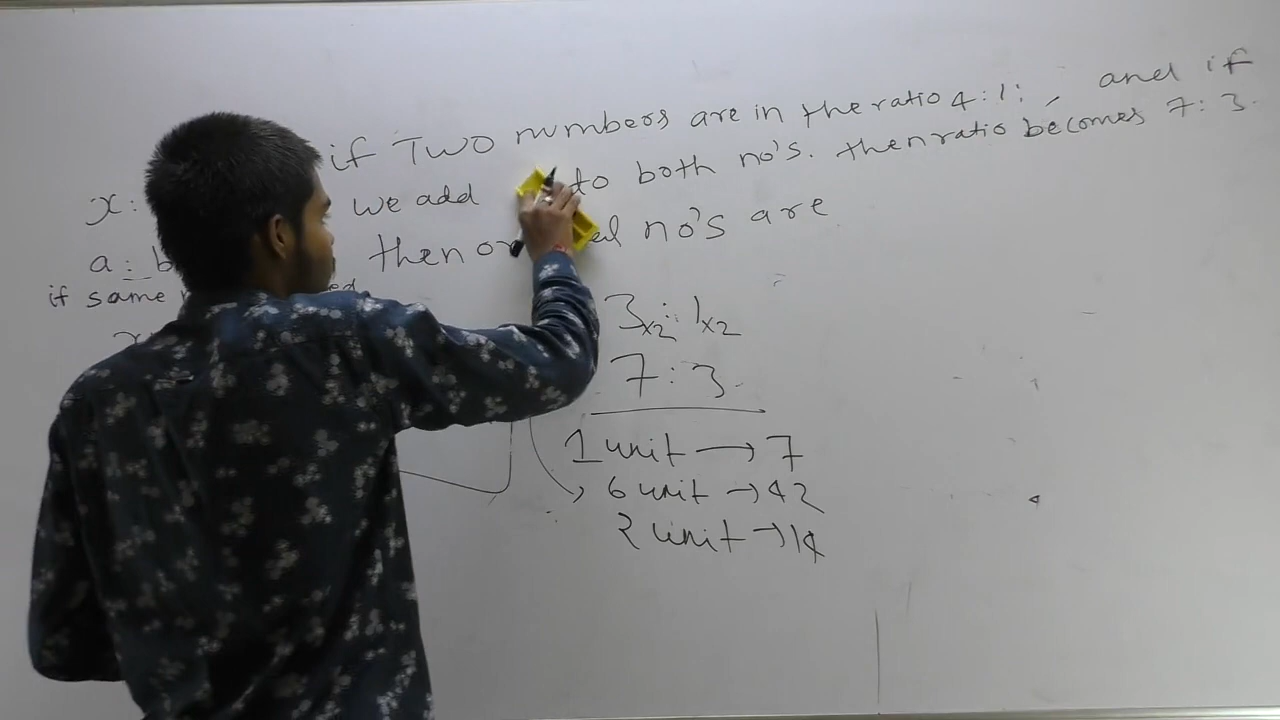 if Two numbers are in the ratio 4:1: , and if
x: we add to both no's. then ratio becomes 7:3.
a:b then no's are
if same
3x2:1x2
7:3
1 unit → 7
6 unit → 42
2 unit → 14